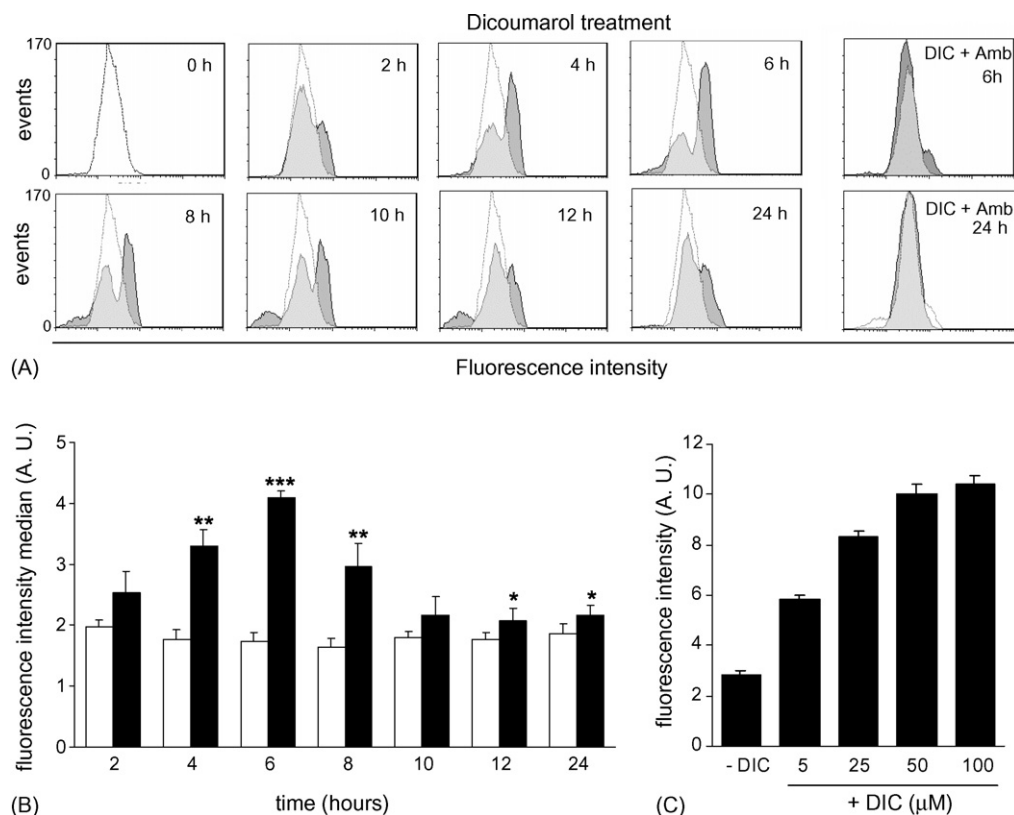 Dicoumarol treatment
170
events
0
0 h
2 h
4 h
6 h
DIC + Amb
6h
170
events
0
8 h
10 h
12 h
24 h
DIC + Amb
24 h
(A)
Fluorescence intensity
fluorescence intensity median (A. U.)
5
4
3
2
1
0
**
***
**
*
*
2 4 6 8 10 12 24
(B)
time (hours)
fluorescence intensity (A. U.)
12
10
8
6
4
2
0
- DIC 5 25 50 100
(C)
+ DIC (µM)